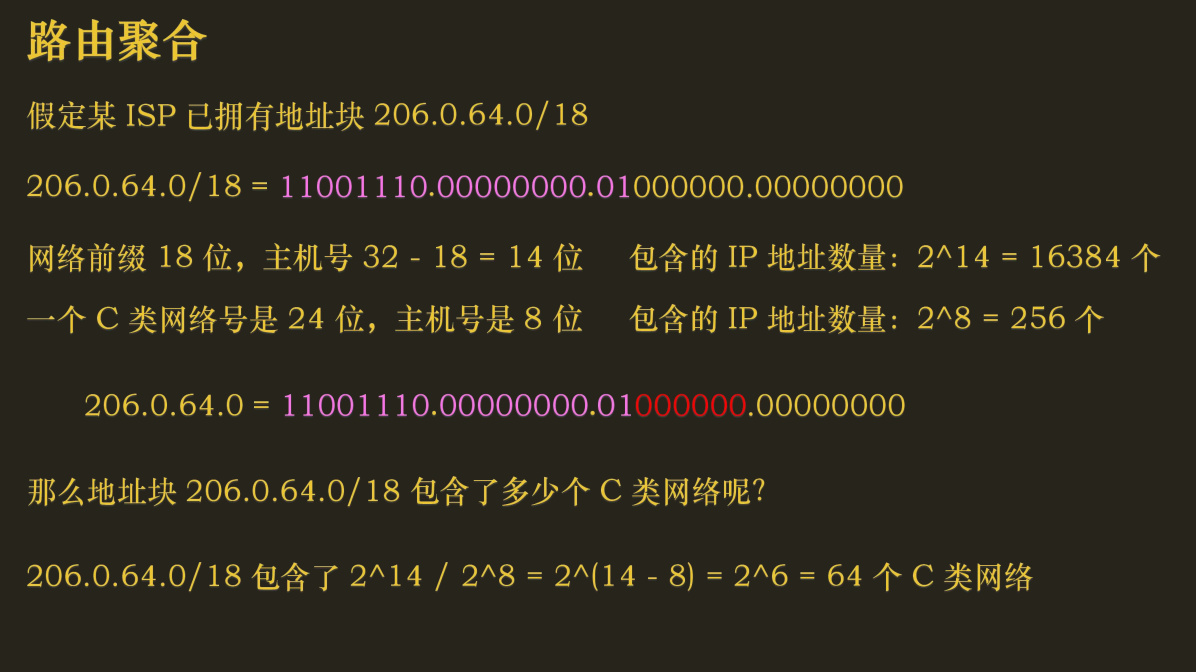 路由聚合
假定某 ISP 已拥有地址块 206.0.64.0/18
206.0.64.0/18 = 11001110.00000000.01000000.00000000
网络前缀 18 位，主机号 32 - 18 = 14 位 包含的 IP 地址数量：2^14 = 16384 个
一个 C 类网络号是 24 位，主机号是 8 位 包含的 IP 地址数量：2^8 = 256 个
206.0.64.0 = 11001110.00000000.01000000.00000000
那么地址块 206.0.64.0/18 包含了多少个 C 类网络呢？
206.0.64.0/18 包含了 2^14 / 2^8 = 2^(14 - 8) = 2^6 = 64 个 C 类网络